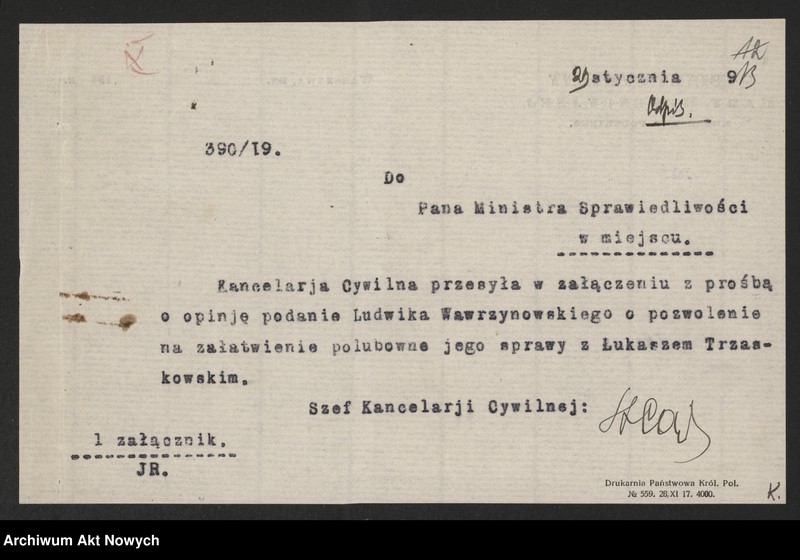 29 stycznia 9
Odpis.
390/19.
Do
Pana Ministra Sprawiedliwości
w miejscu.
Kancelarja Cywilna przesyła w załączeniu z prośbą
o opinję podanie Ludwika Wawrzynowskiego o pozwolenie
na załatwienie polubowne jego sprawy z Łukaszem Trzas-
kowskim.
Szef Kancelarji Cywilnej:
1 załącznik.
JR.
Drukarnia Państwowa Król. Pol.
№ 559. 28,XI 17. 4000.
K.
Archiwum Akt Nowych